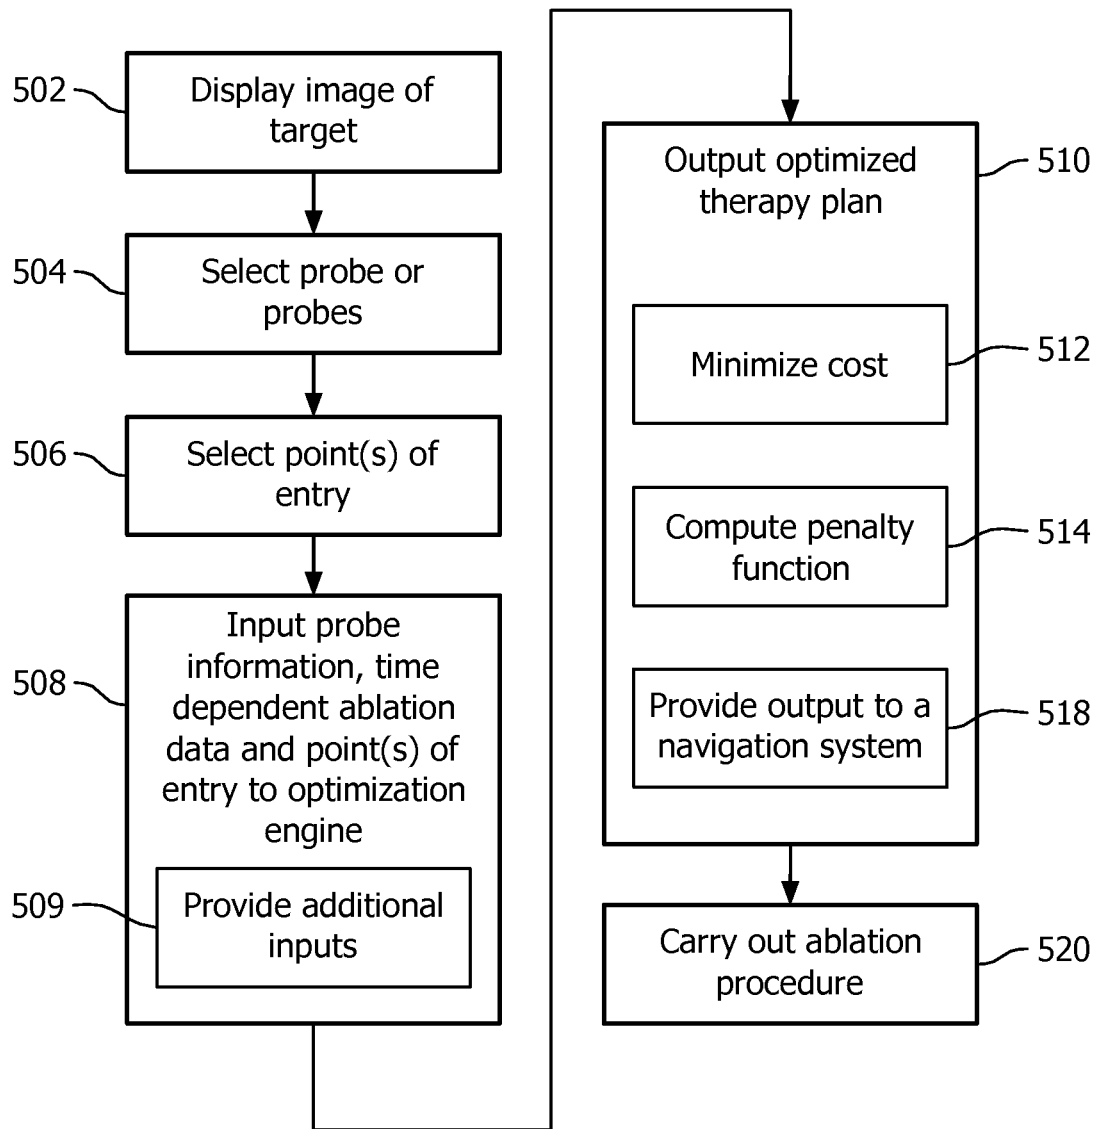 502
Display image of
target
504
Select probe or
probes
506
Select point(s) of
entry
508
Input probe
information, time
dependent ablation
data and point(s) of
entry to optimization
engine
509
Provide additional
inputs
Output optimized
therapy plan
510
Minimize cost
512
Compute penalty
function
514
Provide output to a
navigation system
518
Carry out ablation
procedure
520